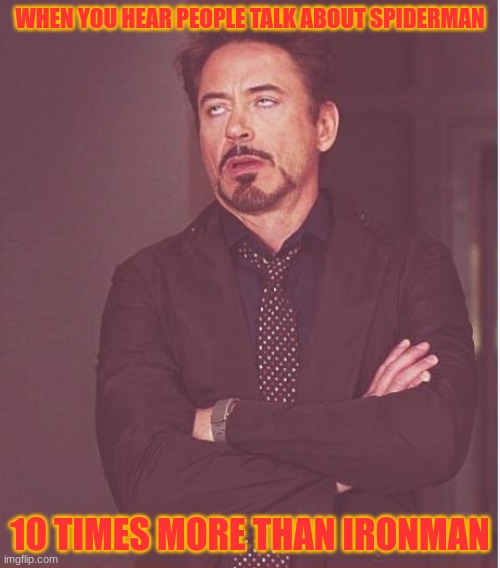 WHEN YOU HEAR PEOPLE TALK ABOUT SPIDERMAN
10 TIMES MORE THAN IRONMAN
imgflip.com